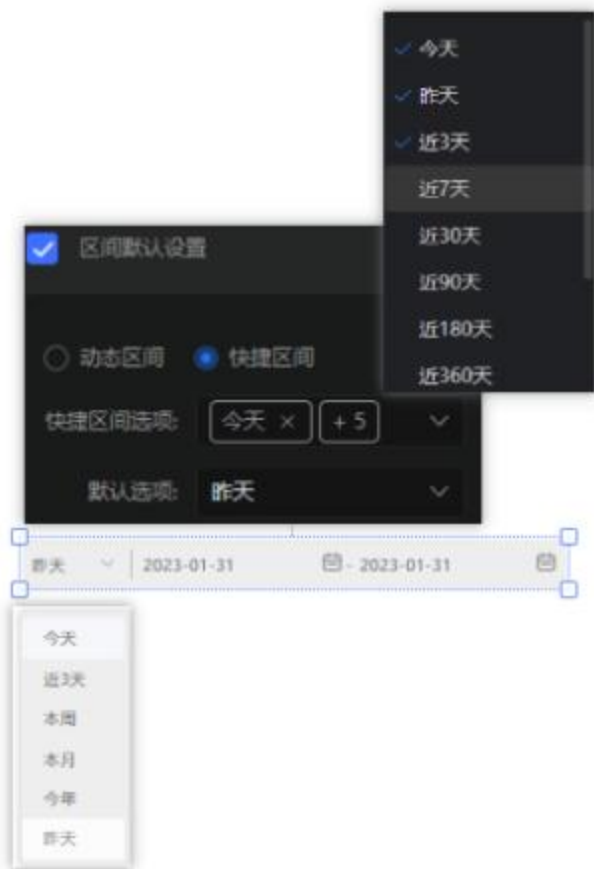 今天
昨天
近3天
近7天
近30天
近90天
近180天
近360天
区间默认设置
动态区间 快捷区间
快捷区间选项: 今天 × + 5
默认选项: 昨天
昨天 2023-01-31 - 2023-01-31
今天
近3天
本周
本月
今年
昨天